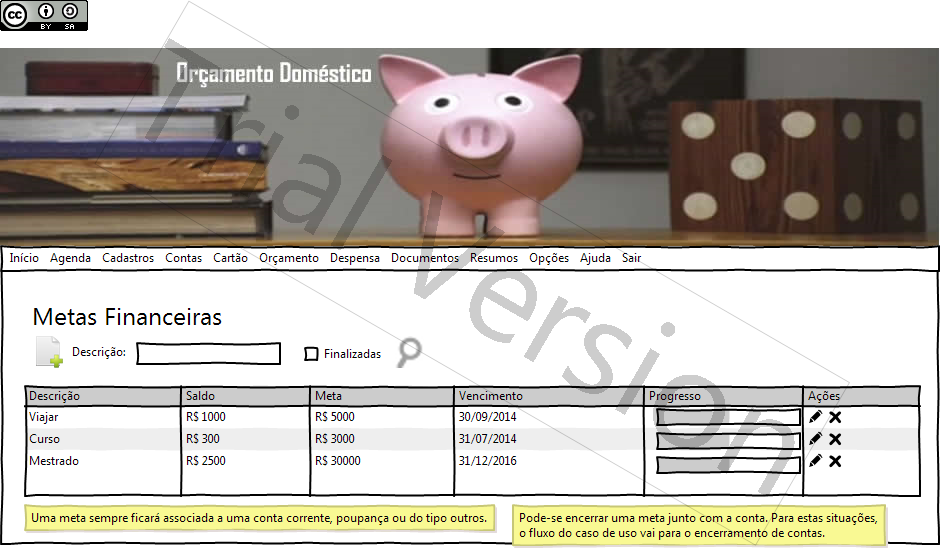 cc BY SA
Orçamento Doméstico
Trial Version
Início Agenda Cadastros Contas Cartão Orçamento Despensa Documentos Resumos Opções Ajuda Sair
Metas Financeiras
Descrição: Finalizadas
Descrição Saldo Meta Vencimento Progresso Ações
Viajar R$ 1000 R$ 5000 30/09/2014
Curso R$ 300 R$ 3000 31/07/2014
Mestrado R$ 2500 R$ 30000 31/12/2016
Uma meta sempre ficará associada a uma conta corrente, poupança ou do tipo outros.
Pode-se encerrar uma meta junto com a conta. Para estas situações,
o fluxo do caso de uso vai para o encerramento de contas.